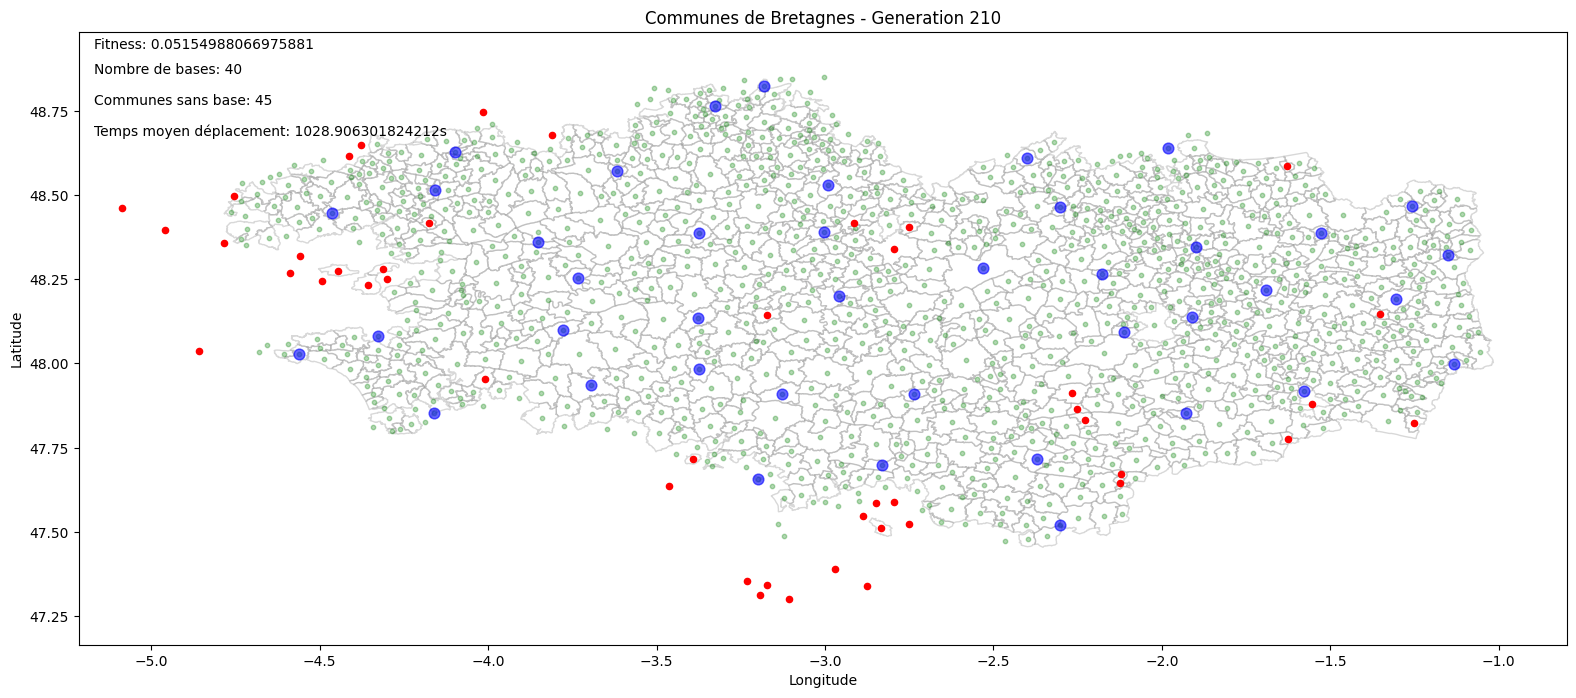 Communes de Bretagnes - Generation 210
Fitness: 0.05154988066975881
Nombre de bases: 40
Communes sans base: 45
Temps moyen déplacement: 1028.906301824212s
Latitude
48.75
48.50
48.25
48.00
47.75
47.50
47.25
−5.0
−4.5
−4.0
−3.5
−3.0
−2.5
−2.0
−1.5
−1.0
Longitude